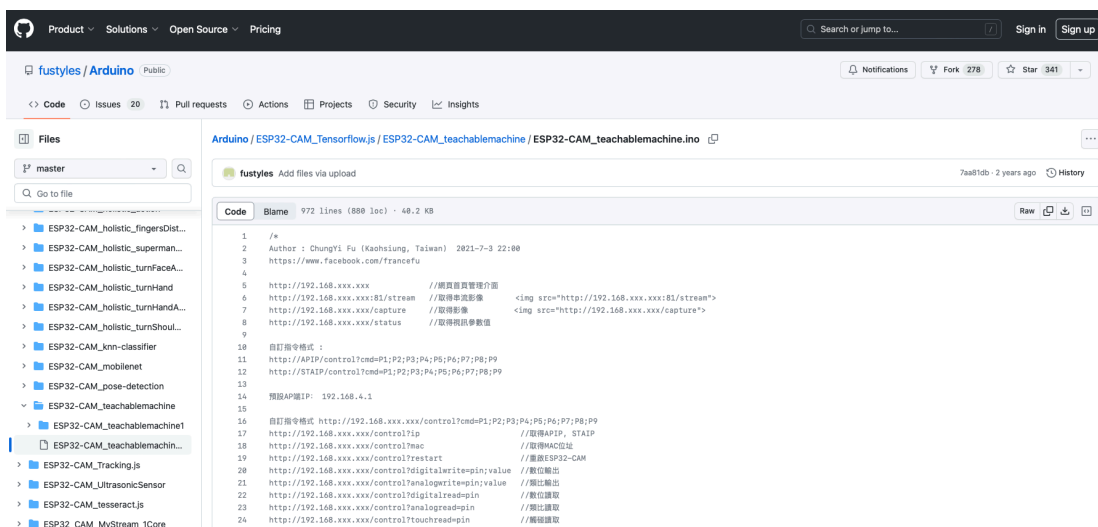 Product Solutions Open Source Pricing Search or jump to... / Sign in Sign up
fustyles / Arduino Public Notifications Fork 278 Star 341
Code Issues 20 Pull requests Actions Projects Security Insights
Files
master
Go to file
ESP32-CAM_holistic_fingersDist...
ESP32-CAM_holistic_superman...
ESP32-CAM_holistic_turnFaceA...
ESP32-CAM_holistic_turnHand
ESP32-CAM_holistic_turnHandA...
ESP32-CAM_holistic_turnShoul...
ESP32-CAM_knn-classifier
ESP32-CAM_mobilenet
ESP32-CAM_pose-detection
ESP32-CAM_teachablemachine
ESP32-CAM_teachablemachine1
ESP32-CAM_teachablemachin...
ESP32-CAM_Tracking.js
ESP32-CAM_UltrasonicSensor
ESP32-CAM_tesseract.js
ESP32_CAM_MyStream_1Core
Arduino / ESP32-CAM_Tensorflow.js / ESP32-CAM_teachablemachine / ESP32-CAM_teachablemachine.ino
fustyles Add files via upload 7aa81db · 2 years ago History
Code Blame 972 lines (880 loc) · 40.2 KB Raw
1 /*
2 Author : ChungYi Fu (Kaohsiung, Taiwan) 2021-7-3 22:00
3 https://www.facebook.com/francefu
4
5 http://192.168.xxx.xxx //網頁首頁管理介面
6 http://192.168.xxx.xxx:81/stream //取得串流影像 <img src="http://192.168.xxx.xxx:81/stream">
7 http://192.168.xxx.xxx/capture //取得影像 <img src="http://192.168.xxx.xxx/capture">
8 http://192.168.xxx.xxx/status //取得視訊參數值
9
10 自訂指令格式 :
11 http://APIP/control?cmd=P1;P2;P3;P4;P5;P6;P7;P8;P9
12 http://STAIP/control?cmd=P1;P2;P3;P4;P5;P6;P7;P8;P9
13
14 預設AP端IP: 192.168.4.1
15
16 自訂指令格式 http://192.168.xxx.xxx/control?cmd=P1;P2;P3;P4;P5;P6;P7;P8;P9
17 http://192.168.xxx.xxx/control?ip //取得APIP, STAIP
18 http://192.168.xxx.xxx/control?mac //取得MAC位址
19 http://192.168.xxx.xxx/control?restart //重啟ESP32-CAM
20 http://192.168.xxx.xxx/control?digitalwrite=pin;value //數位輸出
21 http://192.168.xxx.xxx/control?analogwrite=pin;value //類比輸出
22 http://192.168.xxx.xxx/control?digitalread=pin //數位讀取
23 http://192.168.xxx.xxx/control?analogread=pin //類比讀取
24 http://192.168.xxx.xxx/control?touchread=pin //觸碰讀取